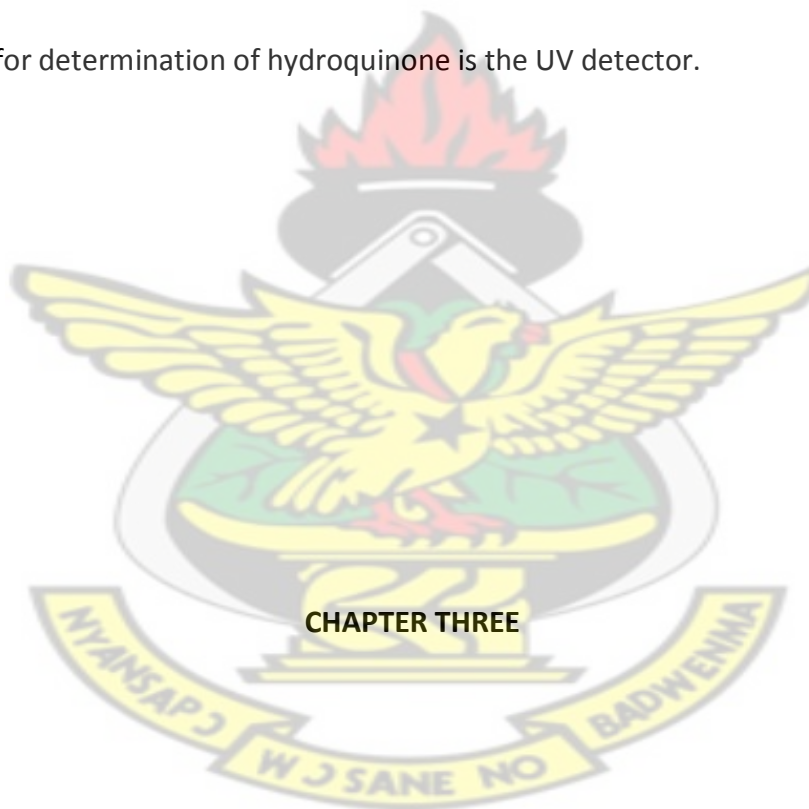 for determination of hydroquinone is the UV detector.
CHAPTER THREE
NYANSAPƆ WƆSANE NO BADWENMA